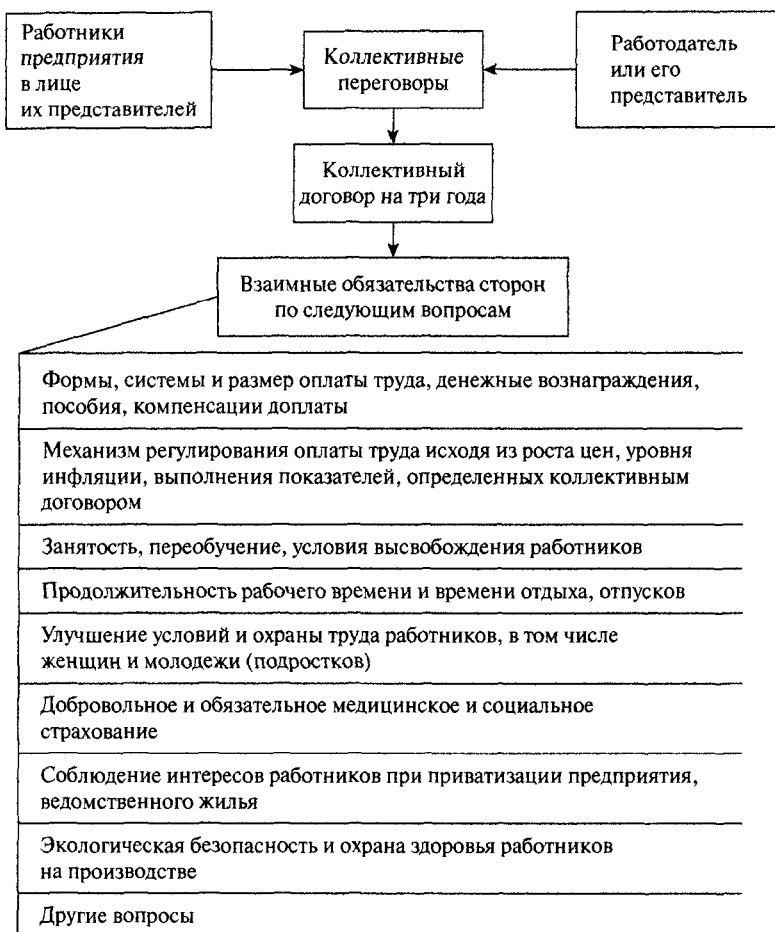 Работники
предприятия
в лице
их представителей
Коллективные
переговоры
Работодатель
или его
представитель
Коллективный
договор на три года
Взаимные обязательства сторон
по следующим вопросам
Формы, системы и размер оплаты труда, денежные вознаграждения,
пособия, компенсации доплаты
Механизм регулирования оплаты труда исходя из роста цен, уровня
инфляции, выполнения показателей, определенных коллективным
договором
Занятость, переобучение, условия высвобождения работников
Продолжительность рабочего времени и времени отдыха, отпусков
Улучшение условий и охраны труда работников, в том числе
женщин и молодежи (подростков)
Добровольное и обязательное медицинское и социальное
страхование
Соблюдение интересов работников при приватизации предприятия,
ведомственного жилья
Экологическая безопасность и охрана здоровья работников
на производстве
Другие вопросы